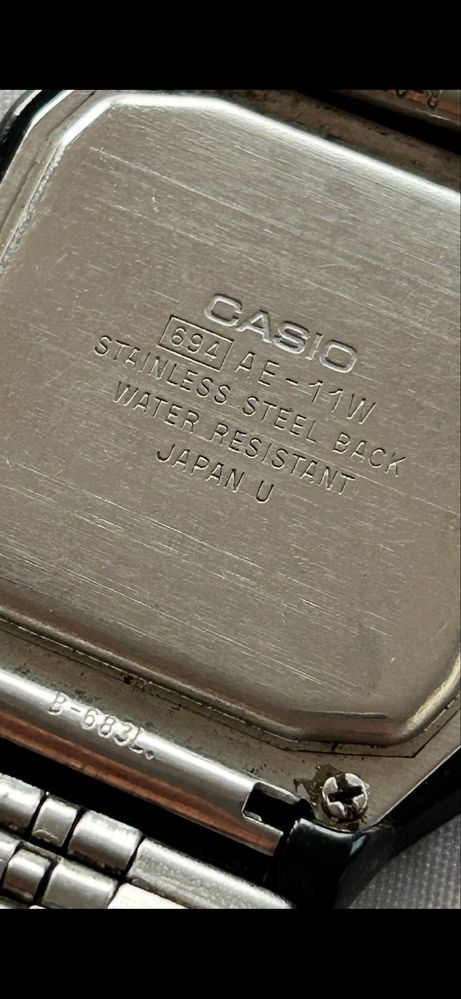 CASIO
694 AE-11W
STAINLESS STEEL BACK
WATER RESISTANT
JAPAN U
B-683L.